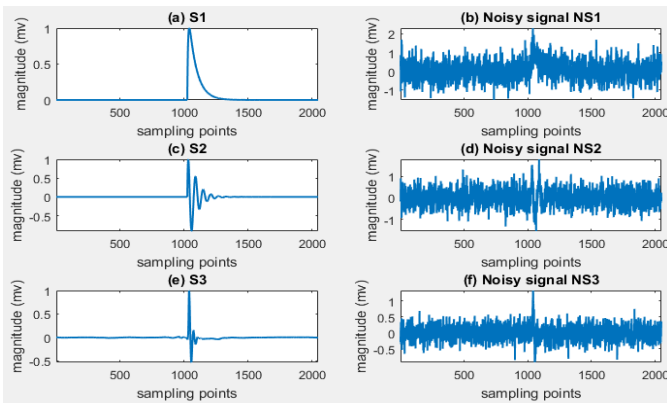 (a) S1
magnitude (mv)
1
0.5
0
500 1000 1500 2000
sampling points
(b) Noisy signal NS1
magnitude (mv)
2
1
0
-1
500 1000 1500 2000
sampling points
(c) S2
magnitude (mv)
1
0.5
0
-0.5
500 1000 1500 2000
sampling points
(d) Noisy signal NS2
magnitude (mv)
1
0
-1
500 1000 1500 2000
sampling points
(e) S3
magnitude (mv)
1
0.5
0
-0.5
500 1000 1500 2000
sampling points
(f) Noisy signal NS3
magnitude (mv)
1
0.5
0
-0.5
500 1000 1500 2000
sampling points